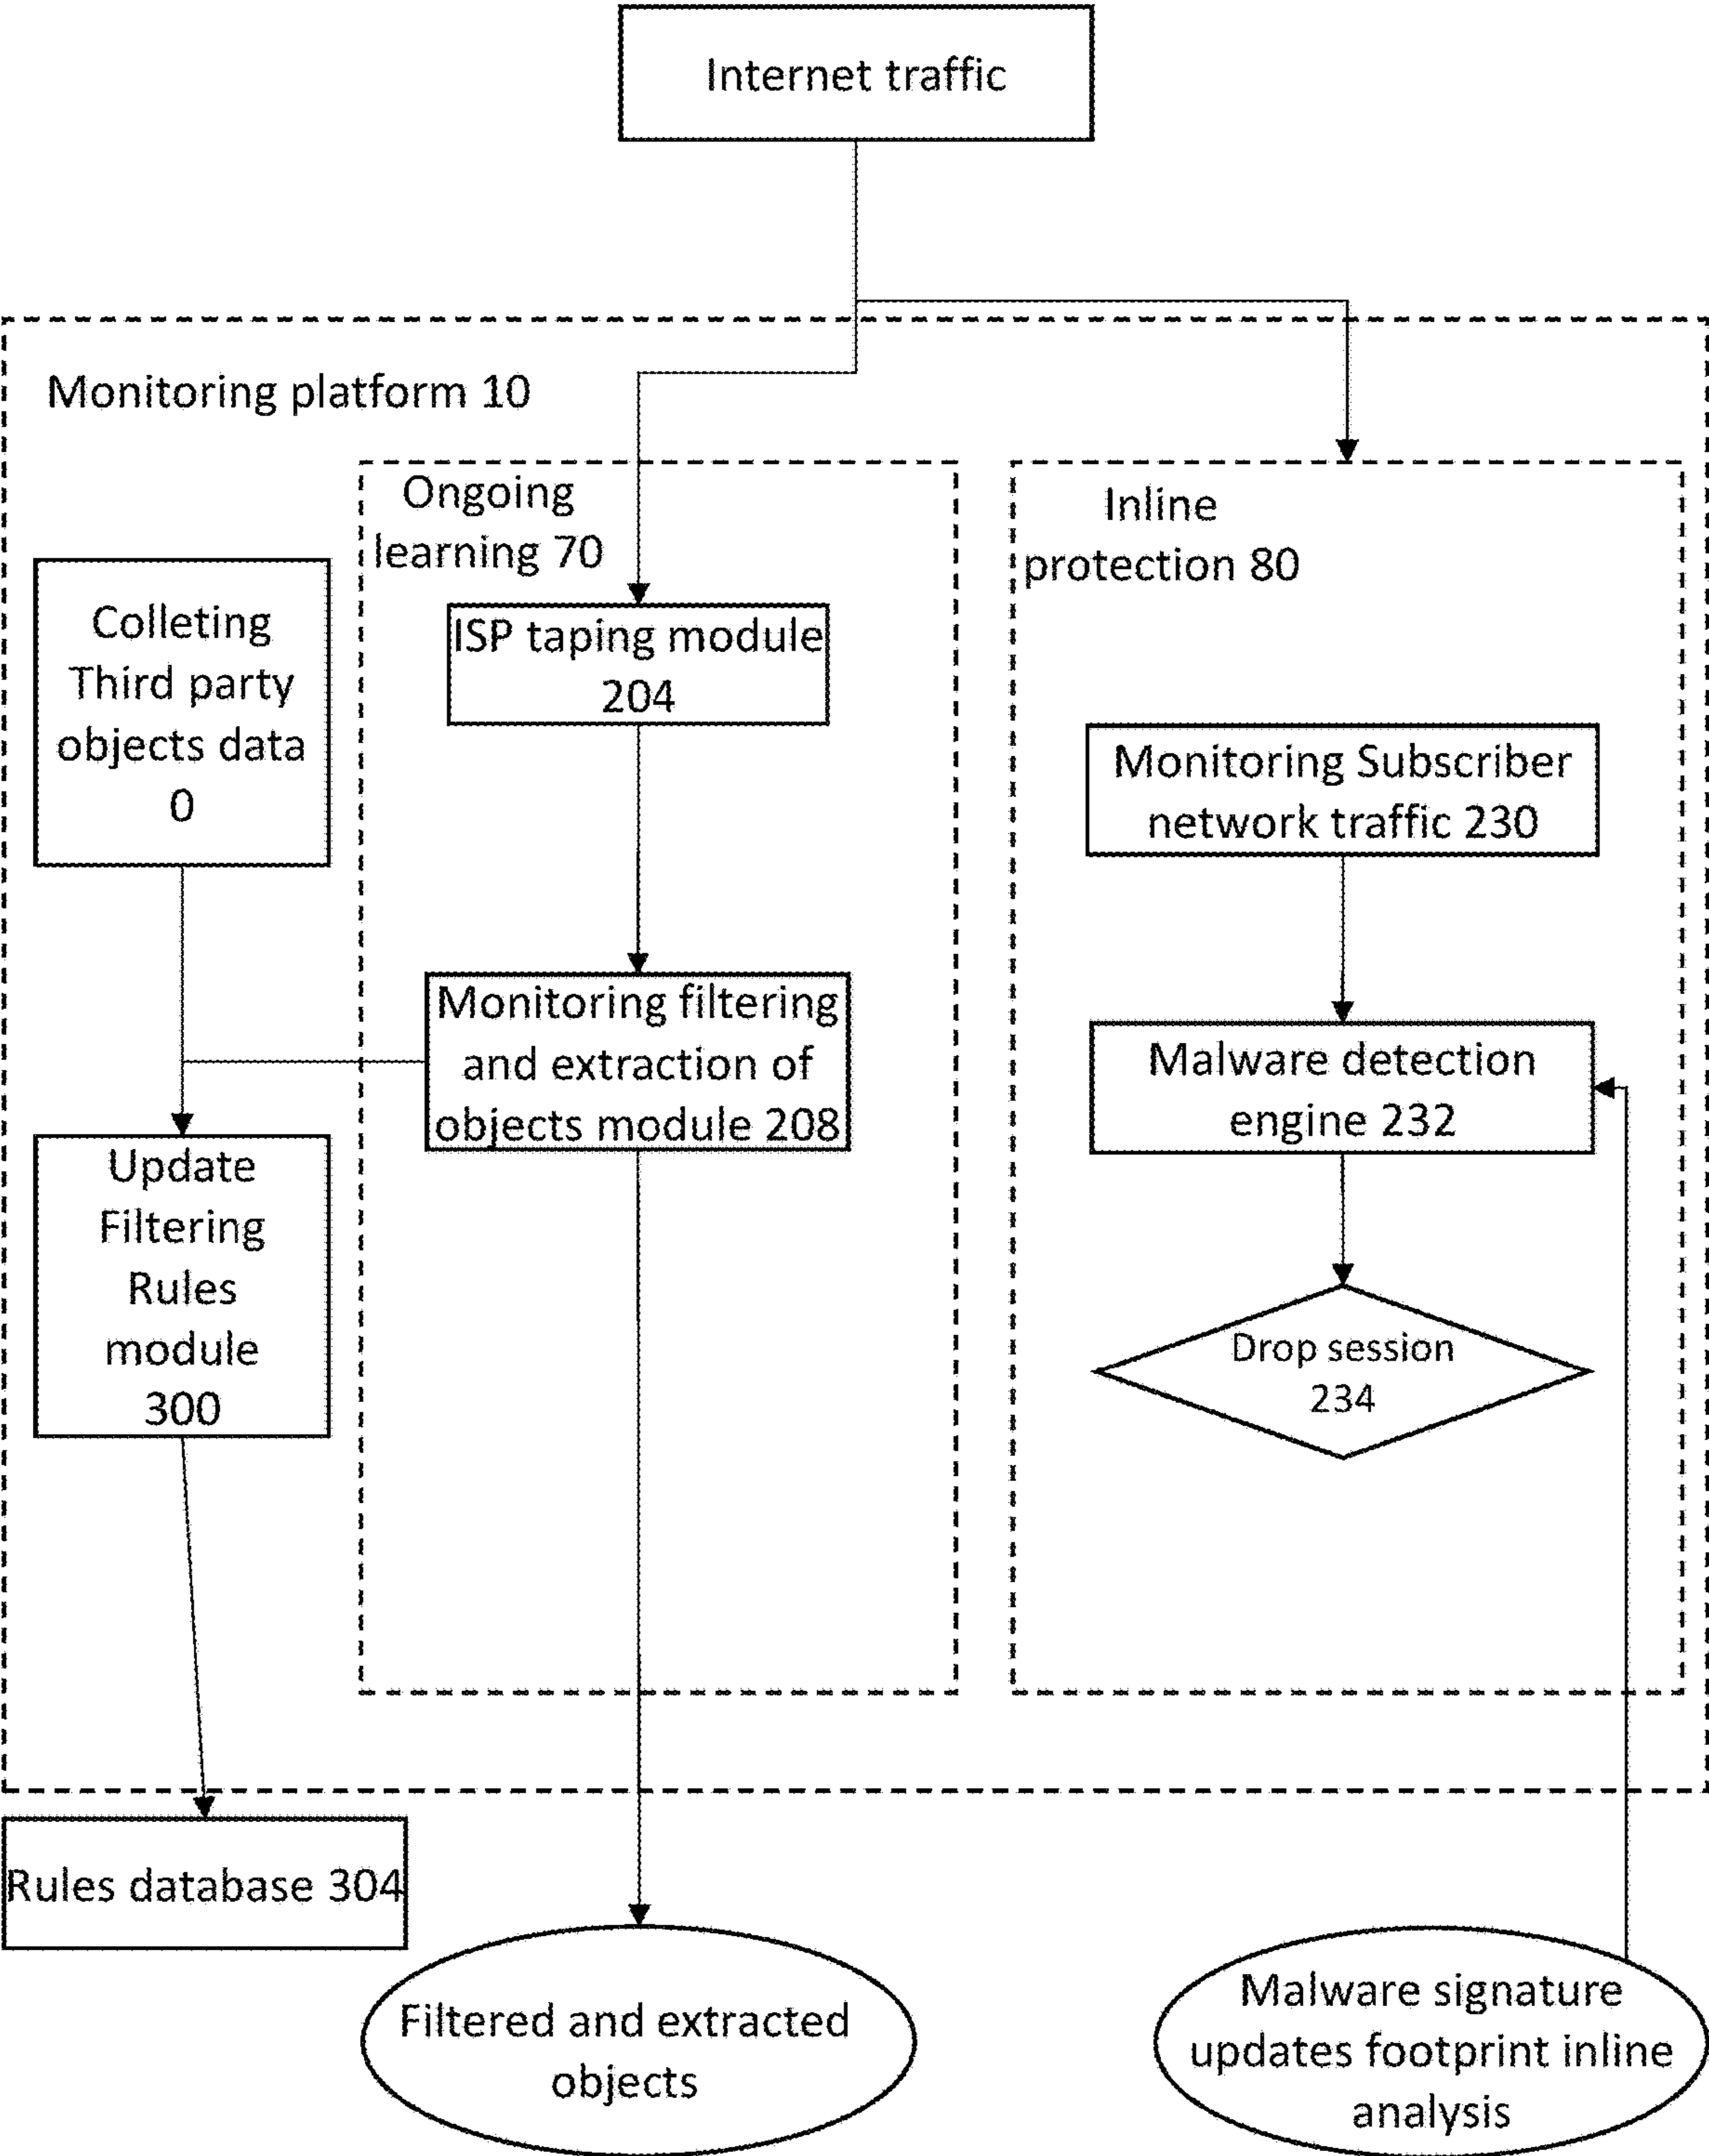 Internet traffic
Monitoring platform 10
Ongoing
learning 70
Inline
protection 80
Colleting
Third party
objects data
0
ISP taping module
204
Monitoring Subscriber
network traffic 230
Monitoring filtering
and extraction of
objects module 208
Malware detection
engine 232
Update
Filtering
Rules
module
300
Drop session
234
Rules database 304
Filtered and extracted
objects
Malware signature
updates footprint inline
analysis